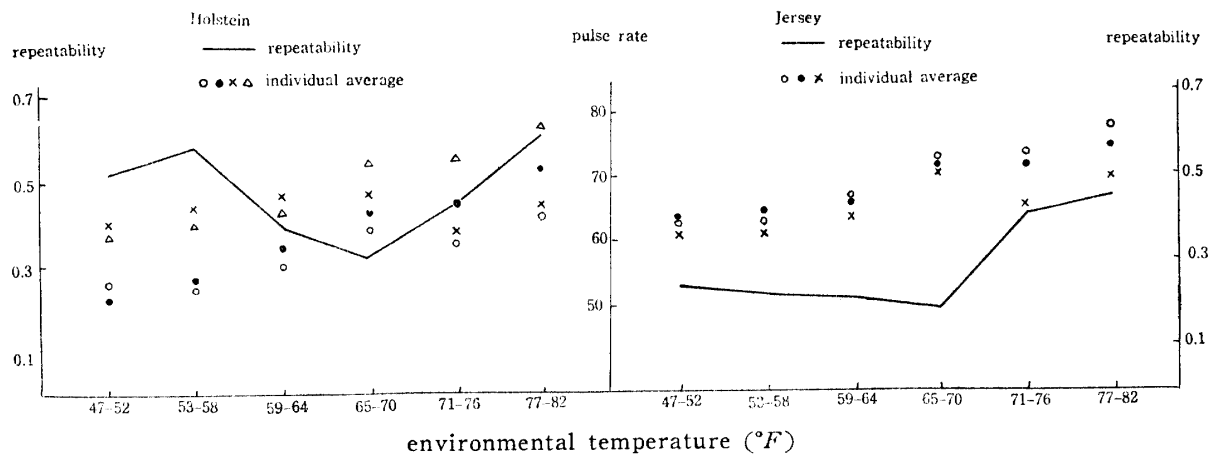 Holstein
repeatability
repeatability
individual average
0.7
0.5
0.3
0.1
47-52
53-58
59-64
65-70
71-76
77-82
pulse rate
80
70
60
50
Jersey
repeatability
repeatability
individual average
0.7
0.5
0.3
0.1
47-52
53-58
59-64
65-70
71-76
77-82
environmental temperature (°F)